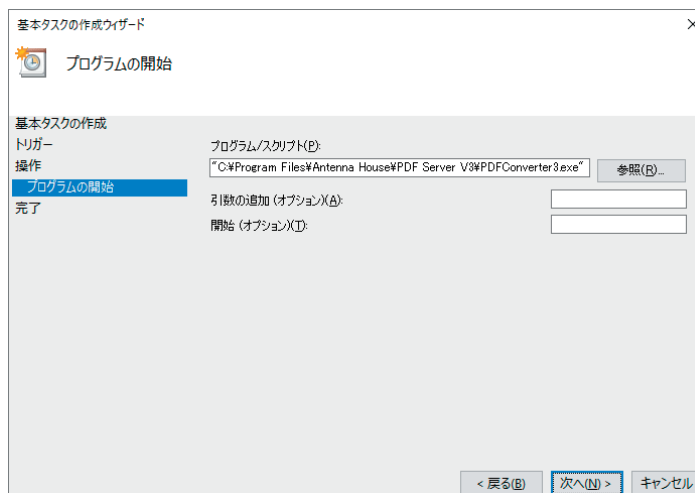 基本タスクの作成ウィザード
プログラムの開始
基本タスクの作成
トリガー
操作
プログラムの開始
完了
プログラム/スクリプト(P):
"C:¥Program Files¥Antenna House¥PDF Server V3¥PDFConverter3.exe"
参照(R)...
引数の追加 (オプション)(A):
開始 (オプション)(T):
< 戻る(B)
次へ(N) >
キャンセル